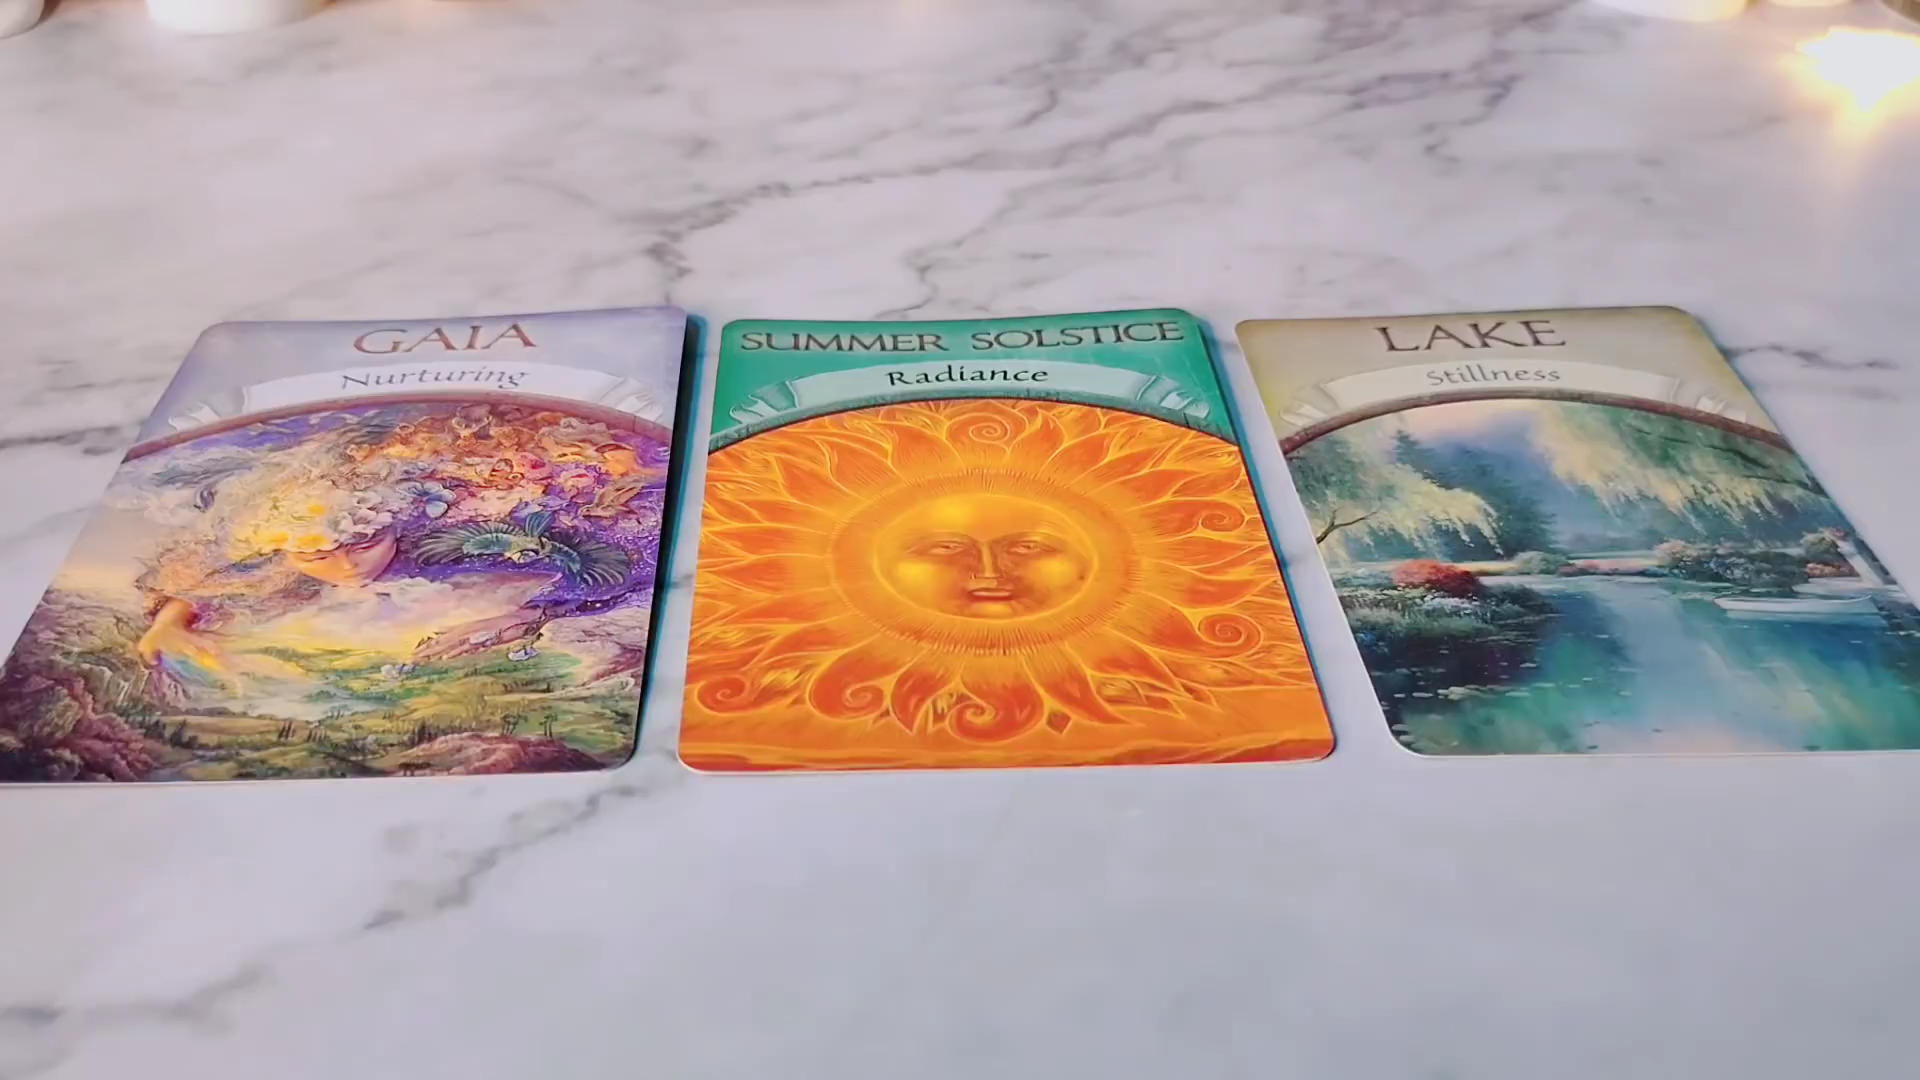 GAIA
Nurturing
SUMMER SOLSTICE
Radiance
LAKE
Stillness